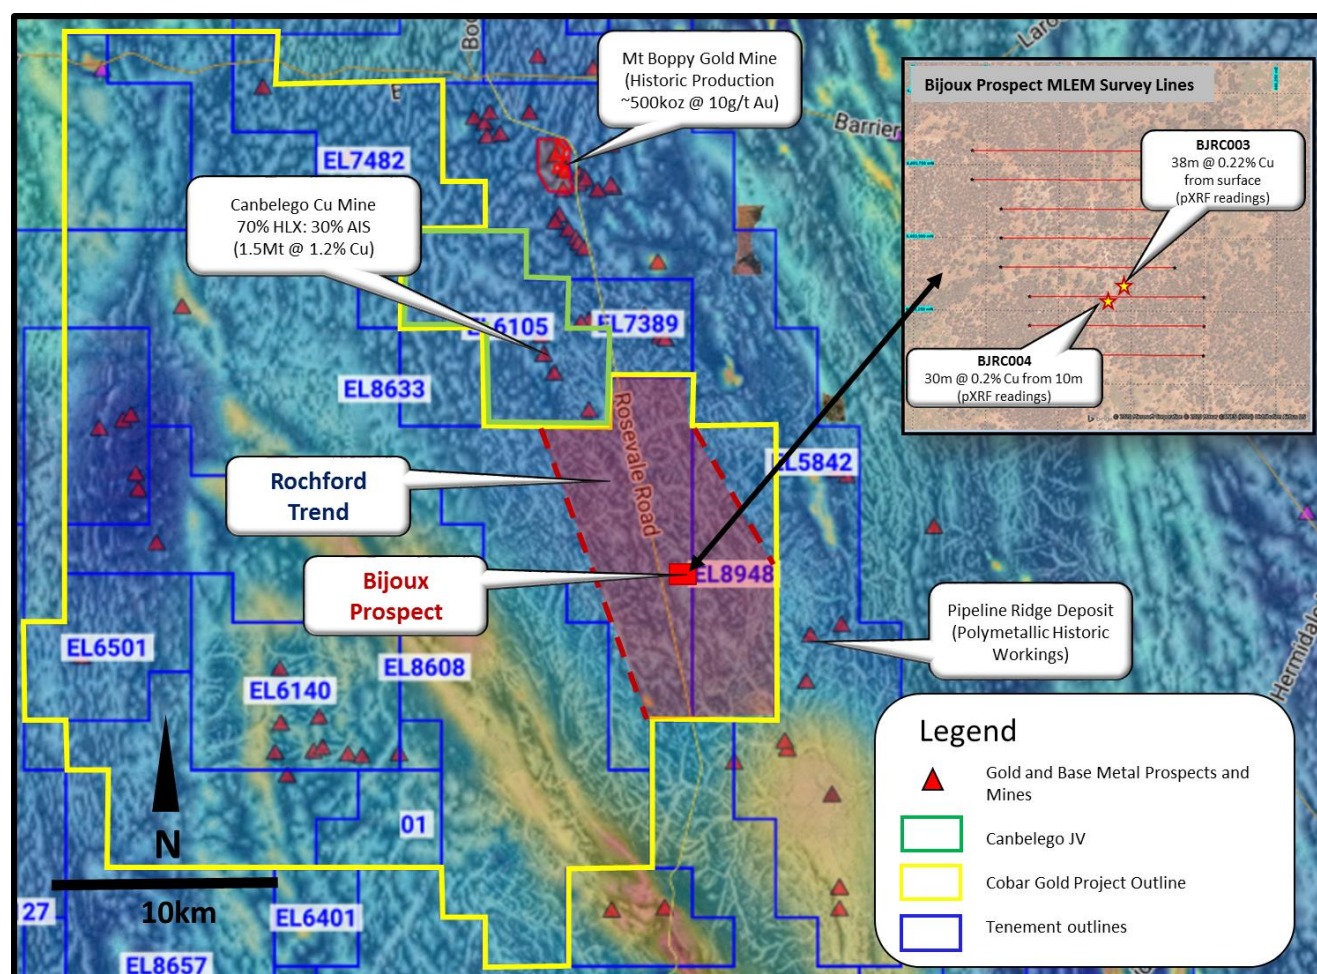 Mt Boppy Gold Mine
(Historic Production
~500koz @ 10g/t Au)
Boo
Laro
Barrier
EL7482
Canbelego Cu Mine
70% HLX: 30% AIS
(1.5Mt @ 1.2% Cu)
Bijoux Prospect MLEM Survey Lines
BJRC003
38m @ 0.22% Cu
from surface
(pXRF readings)
BJRC004
30m @ 0.2% Cu from 10m
(pXRF readings)
EL6105
EL7389
EL8633
Rosevale Road
EL5842
Rochford
Trend
Bijoux
Prospect
EL8948
Pipeline Ridge Deposit
(Polymetallic Historic
Workings)
Hermidale
EL6501
EL8608
EL6140
01
N
10km
27
EL6401
EL8657
Legend
Gold and Base Metal Prospects and
Mines
Canbelego JV
Cobar Gold Project Outline
Tenement outlines